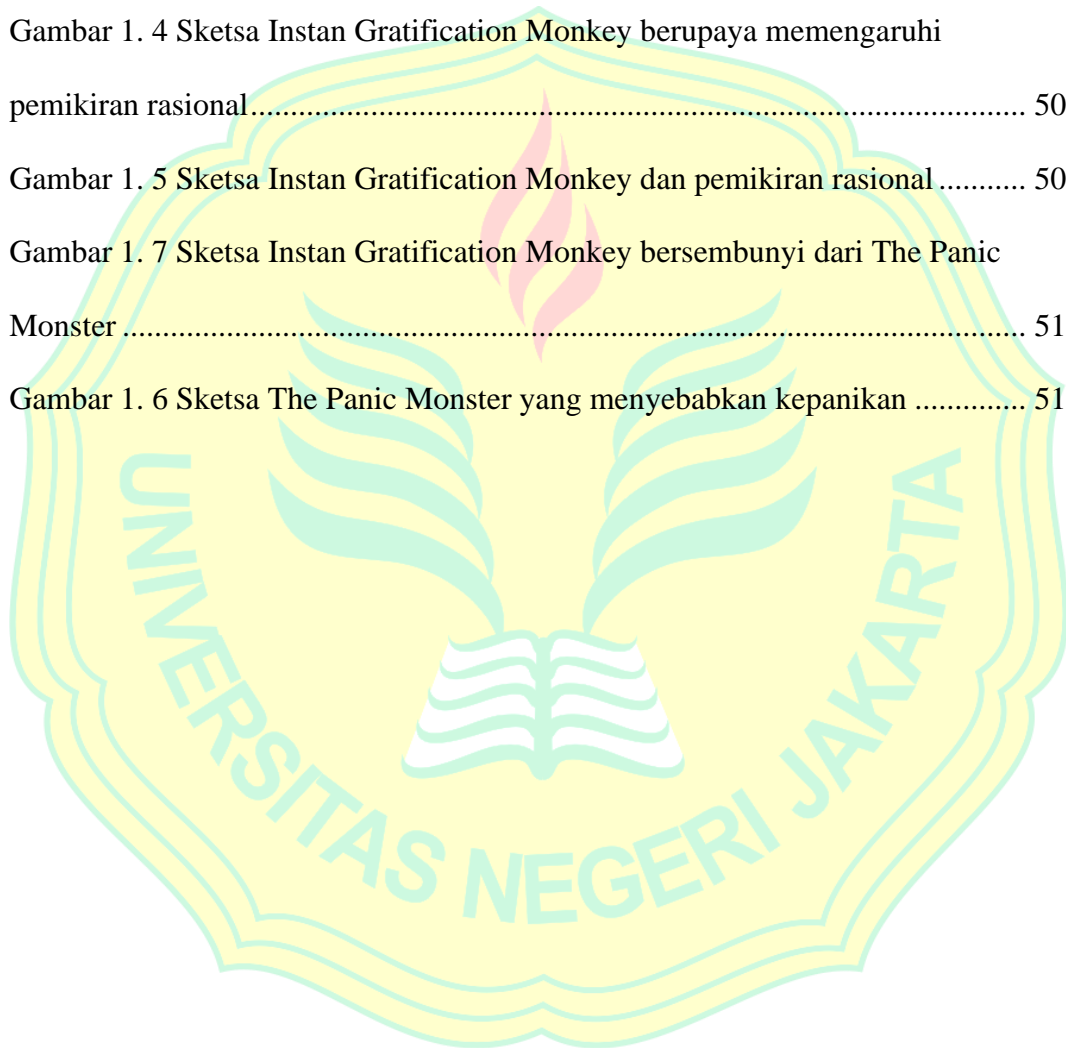 Gambar 1. 4 Sketsa Instan Gratification Monkey berupaya memengaruhi
pemikiran rasional.................................................................................................. 50
Gambar 1. 5 Sketsa Instan Gratification Monkey dan pemikiran rasional ........... 50
Gambar 1. 7 Sketsa Instan Gratification Monkey bersembunyi dari The Panic
Monster .................................................................................................................. 51
Gambar 1. 6 Sketsa The Panic Monster yang menyebabkan kepanikan .............. 51
UNIVERSITAS NEGERI JAKARTA